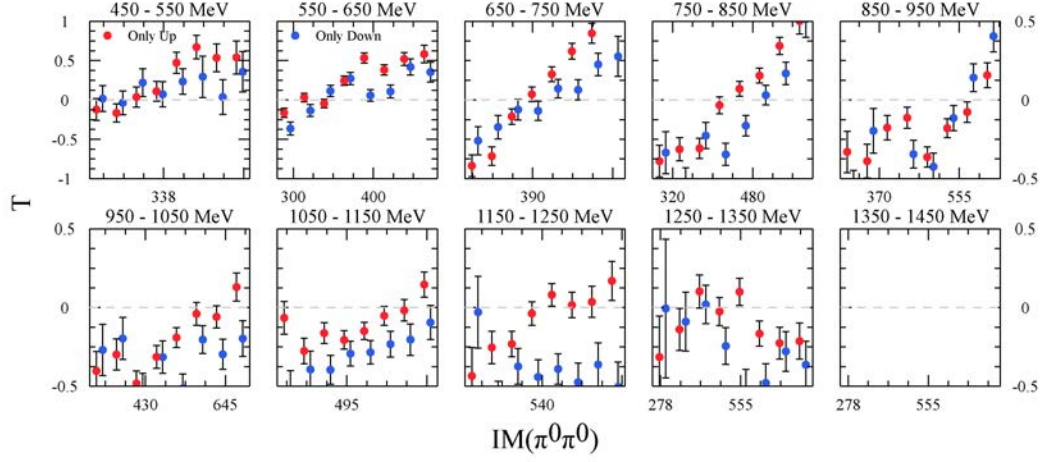 450 - 550 MeV 550 - 650 MeV 650 - 750 MeV 750 - 850 MeV 850 - 950 MeV
1 0.5
Only Up Only Down
0.5
0 0
-0.5
-1 -0.5
338 300 400 390 320 480 370 555
T
950 - 1050 MeV 1050 - 1150 MeV 1150 - 1250 MeV 1250 - 1350 MeV 1350 - 1450 MeV
0.5 0.5
0 0
-0.5 -0.5
430 645 495 540 278 555 278 555
IM(π⁰π⁰)